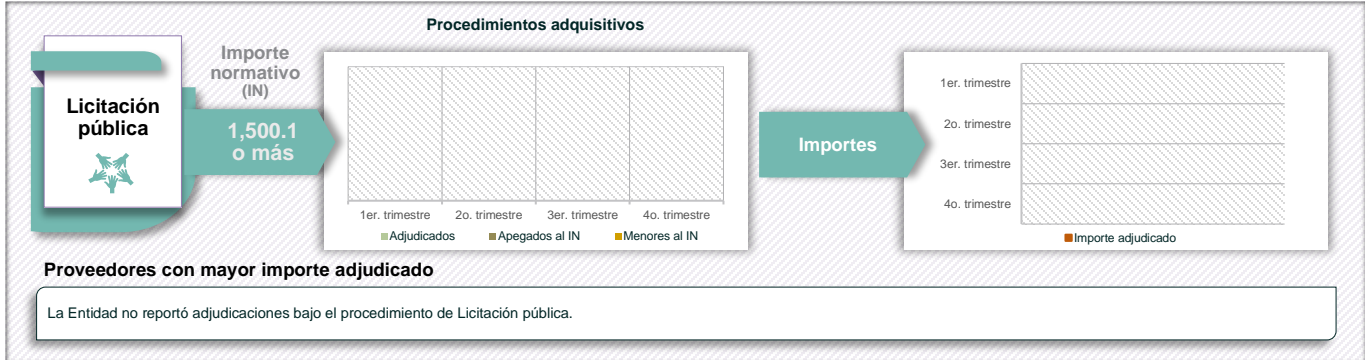 Procedimientos adquisitivos
Licitación
pública
Importe
normativo
(IN)
1,500.1
o más
1er. trimestre 2o. trimestre 3er. trimestre 4o. trimestre
Adjudicados Apegados al IN Menores al IN
Importes
1er. trimestre
2o. trimestre
3er. trimestre
4o. trimestre
Importe adjudicado
Proveedores con mayor importe adjudicado
La Entidad no reportó adjudicaciones bajo el procedimiento de Licitación pública.